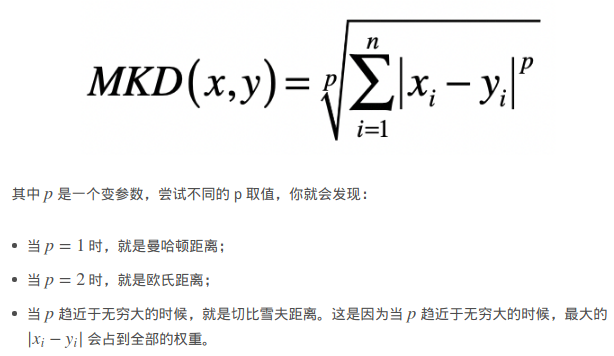 MKD(x,y) = \sqrt[p]{\sum_{i=1}^{n} |x_i - y_i|^p}
其中 p 是一个变参数，尝试不同的 p 取值，你就会发现：
• 当 p = 1 时，就是曼哈顿距离；
• 当 p = 2 时，就是欧氏距离；
• 当 p 趋近于无穷大的时候，就是切比雪夫距离。这是因为当 p 趋近于无穷大的时候，最大的
|x_i - y_i| 会占到全部的权重。